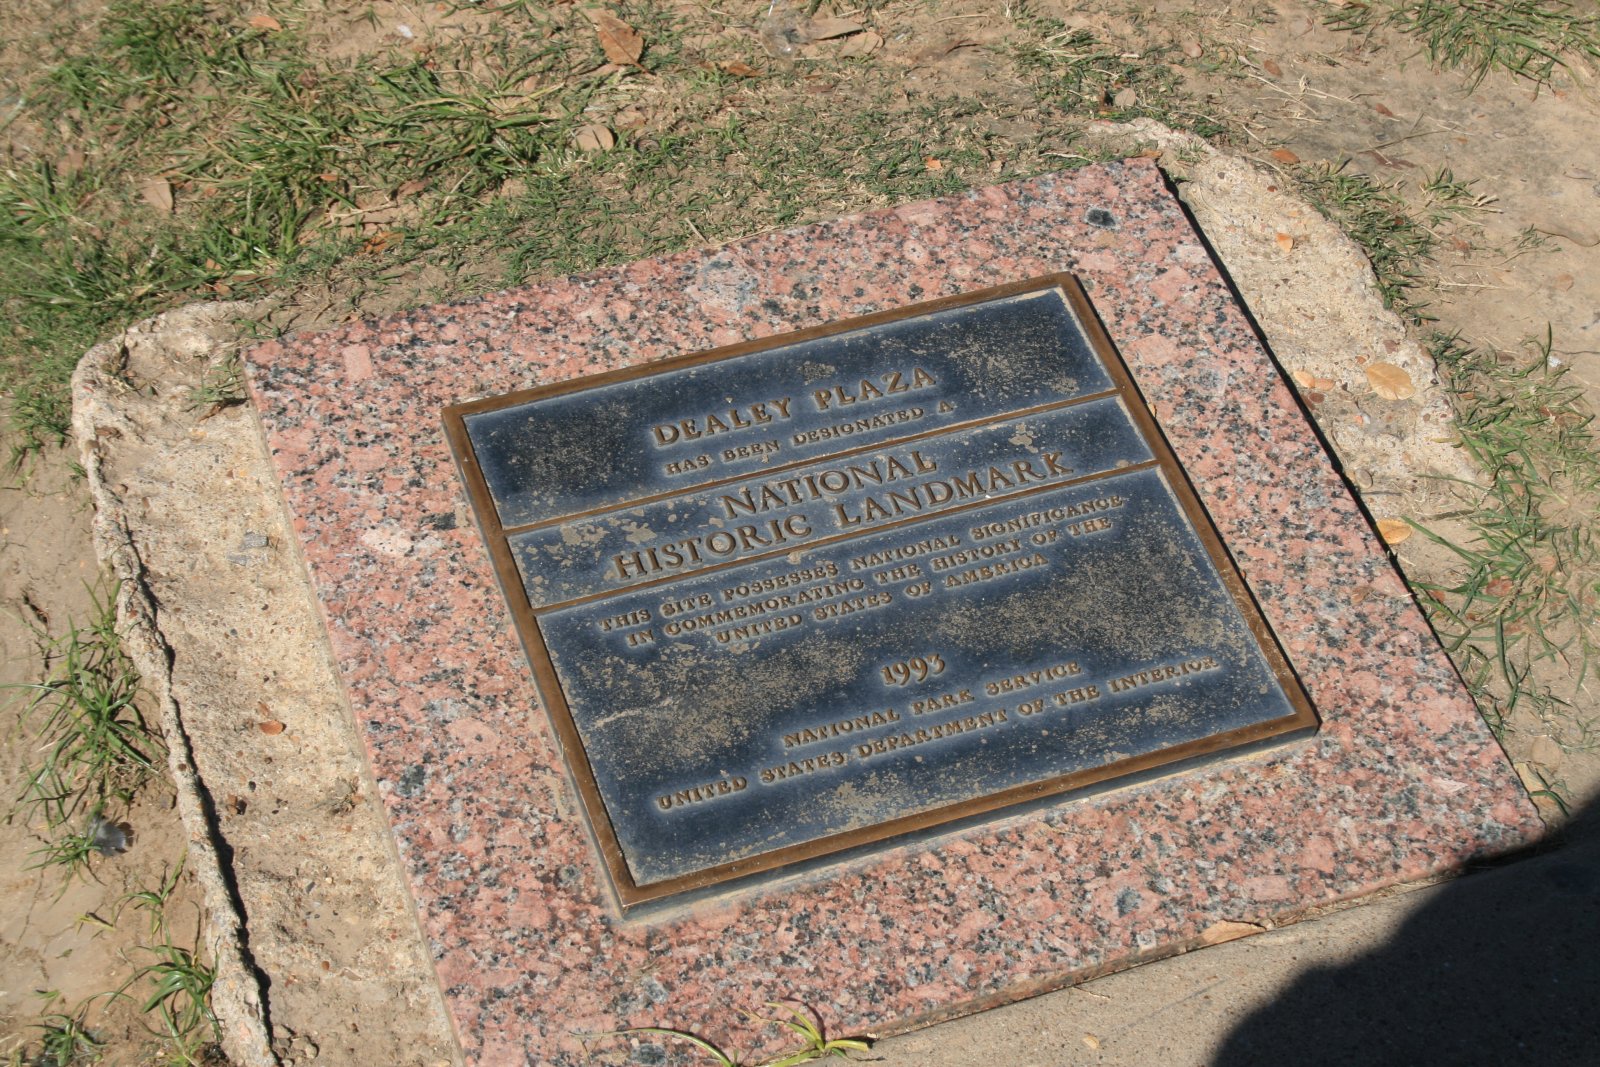 DEALEY PLAZA
HAS BEEN DESIGNATED A
NATIONAL
HISTORIC LANDMARK
THIS SITE POSSESSES NATIONAL SIGNIFICANCE
IN COMMEMORATING THE HISTORY OF THE
UNITED STATES OF AMERICA
1993
NATIONAL PARK SERVICE
UNITED STATES DEPARTMENT OF THE INTERIOR